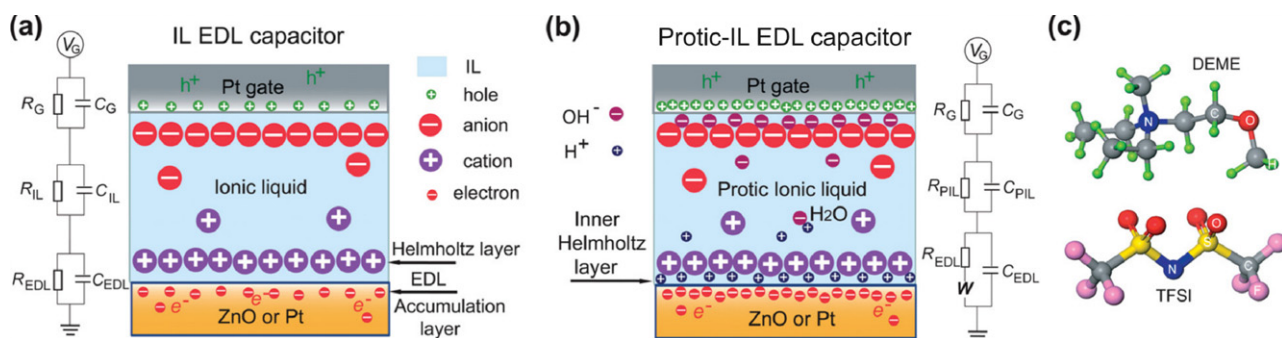 (a)
IL EDL capacitor
V_G
R_G
C_G
R_IL
C_IL
R_EDL
C_EDL
h⁺
h⁺
Pt gate
Ionic liquid
e⁻
e⁻
e⁻
ZnO or Pt
IL
hole
anion
cation
electron
Helmholtz layer
EDL
Accumulation
layer
(b)
Protic-IL EDL capacitor
OH⁻
H⁺
Inner
Helmholtz
layer
h⁺
h⁺
Pt gate
Protic Ionic liquid
H₂O
e⁻
e⁻
e⁻
ZnO or Pt
V_G
R_G
C_G
R_PIL
C_PIL
R_EDL
C_EDL
W
(c)
DEME
N
C
O
H
O
S
N
C
F
TFSI